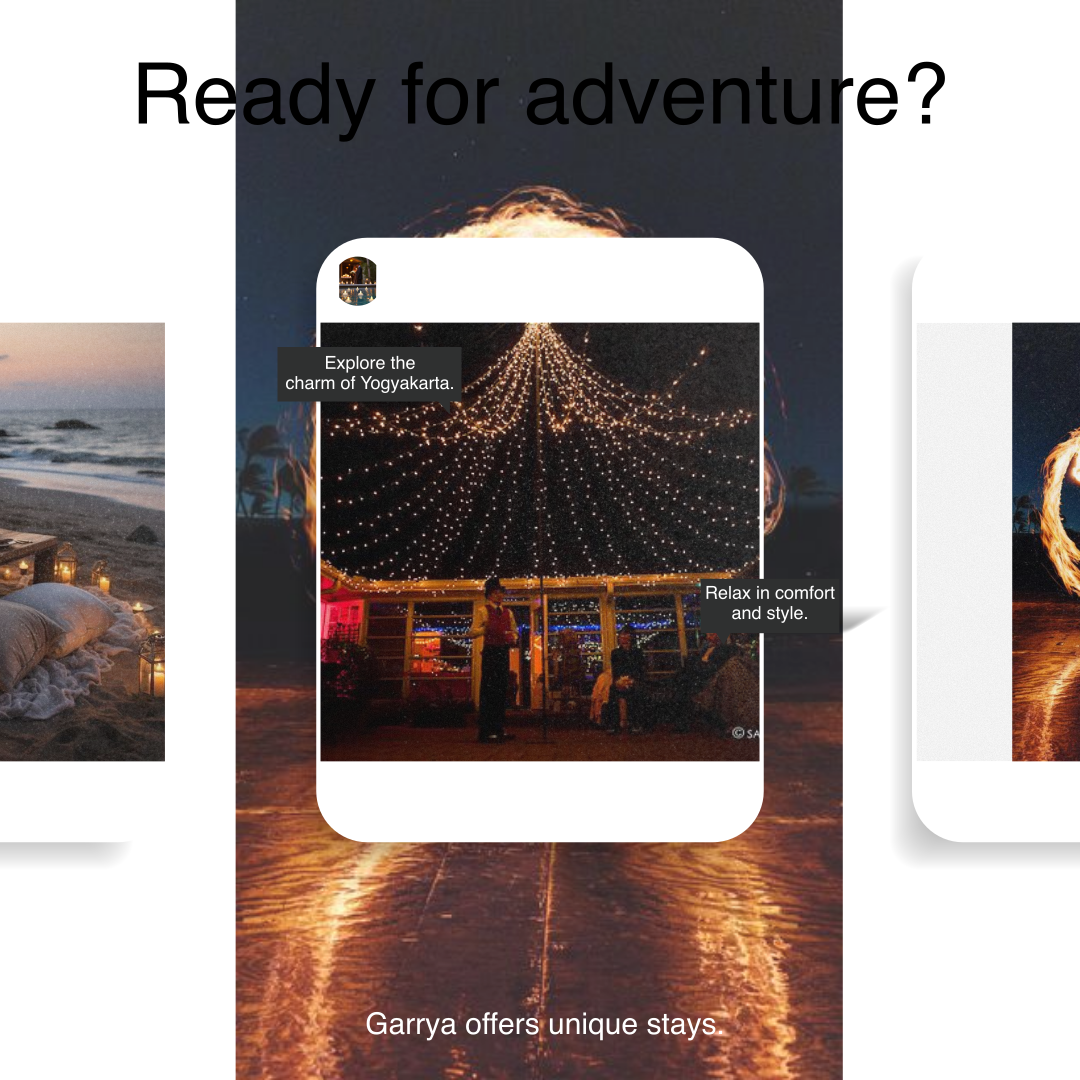 Ready for adventure?
Explore the
charm of Yogyakarta.
Relax in comfort
and style.
© SA
Garrya offers unique stays.